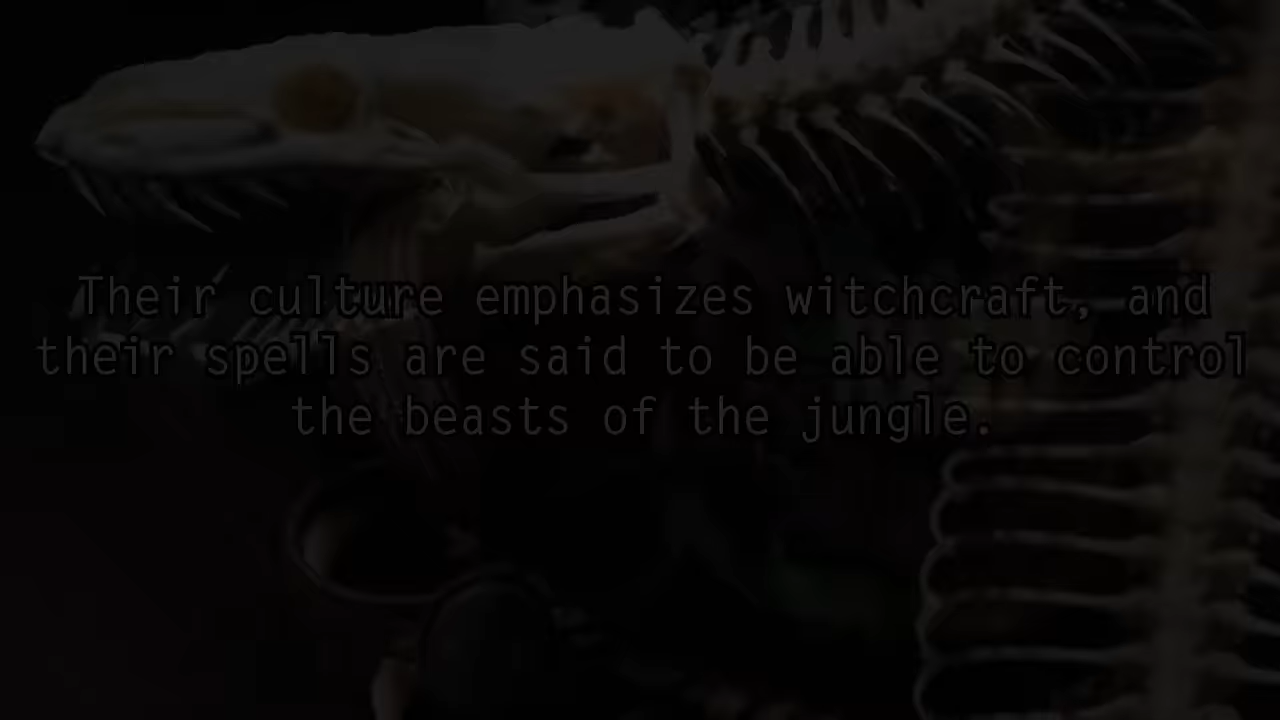 Their culture emphasizes witchcraft, and
their spells are said to be able to control
the beasts of the jungle.